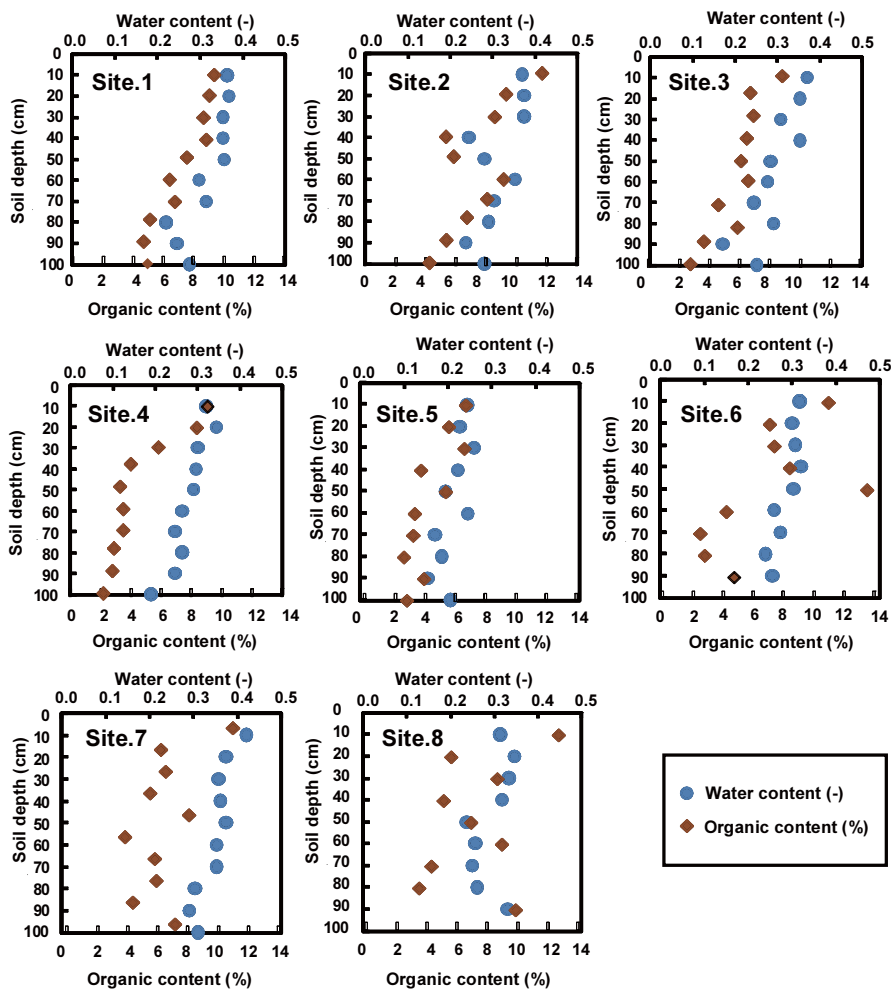 Water content (-)
0.0 0.1 0.2 0.3 0.4 0.5
Site.1
Soil depth (cm)
0
10
20
30
40
50
60
70
80
90
100
2 4 6 8 10 12 14
Organic content (%)
Water content (-)
0.0 0.1 0.2 0.3 0.4 0.5
Site.2
Soil depth (cm)
0
10
20
30
40
50
60
70
80
90
100
0 2 4 6 8 10 12 14
Organic content (%)
Water content (-)
0.0 0.1 0.2 0.3 0.4 0.5
Site.3
Soil depth (cm)
0
10
20
30
40
50
60
70
80
90
100
0 2 4 6 8 10 12 14
Organic content (%)
Water content (-)
0.0 0.1 0.2 0.3 0.4 0.5
Site.4
Soil depth (cm)
0
10
20
30
40
50
60
70
80
90
100
0 2 4 6 8 10 14
Organic content (%)
Water content (-)
0.0 0.1 0.2 0.3 0.4 0.5
Site.5
Soil depth (cm)
0
10
20
30
40
50
60
70
80
90
100
0 2 4 6 8 10 12 14
Organic content (%)
Water content (-)
0.0 0.1 0.2 0.3 0.4 0.5
Site.6
Soil depth (cm)
0
10
20
30
40
50
60
70
80
90
100
0 2 4 6 8 10 12 14
Organic content (%)
Water content (-)
0.0 0.1 0.2 0.3 0.4 0.5
Site.7
Soil depth (cm)
0
10
20
30
40
50
60
70
80
90
100
0 2 4 6 8 10 12 14
Organic content (%)
Water content (-)
0.0 0.1 0.2 0.3 0.4 0.5
Site.8
Soil depth (cm)
0
10
20
30
40
50
60
70
80
90
100
0 2 4 6 8 10 12 14
Organic content (%)
Water content (-)
Organic content (%)